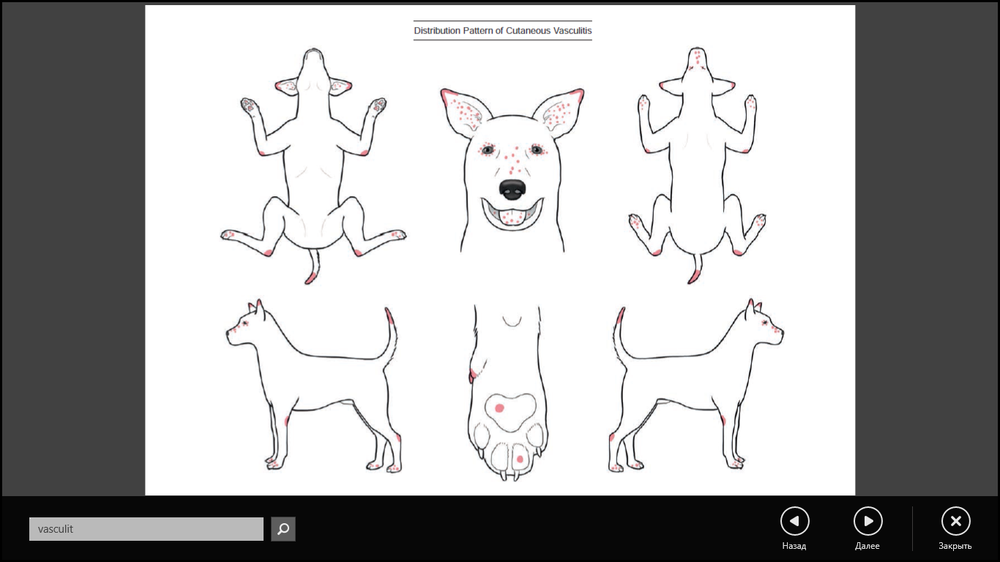 Distribution Pattern of Cutaneous Vasculitis
vasculit
Назад
Далее
Закрыть